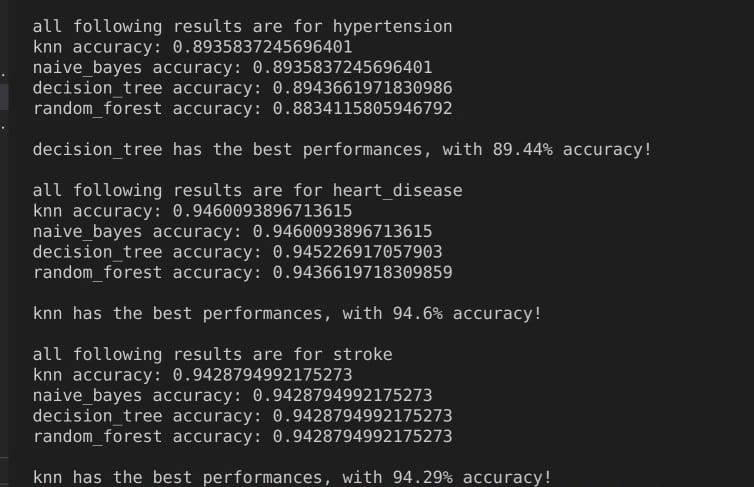 all following results are for hypertension
knn accuracy: 0.8935837245696401
naive_bayes accuracy: 0.8935837245696401
decision_tree accuracy: 0.8943661971830986
random_forest accuracy: 0.8834115805946792
decision_tree has the best performances, with 89.44% accuracy!
all following results are for heart_disease
knn accuracy: 0.9460093896713615
naive_bayes accuracy: 0.9460093896713615
decision_tree accuracy: 0.945226917057903
random_forest accuracy: 0.9436619718309859
knn has the best performances, with 94.6% accuracy!
all following results are for stroke
knn accuracy: 0.9428794992175273
naive_bayes accuracy: 0.9428794992175273
decision_tree accuracy: 0.9428794992175273
random_forest accuracy: 0.9428794992175273
knn has the best performances, with 94.29% accuracy!